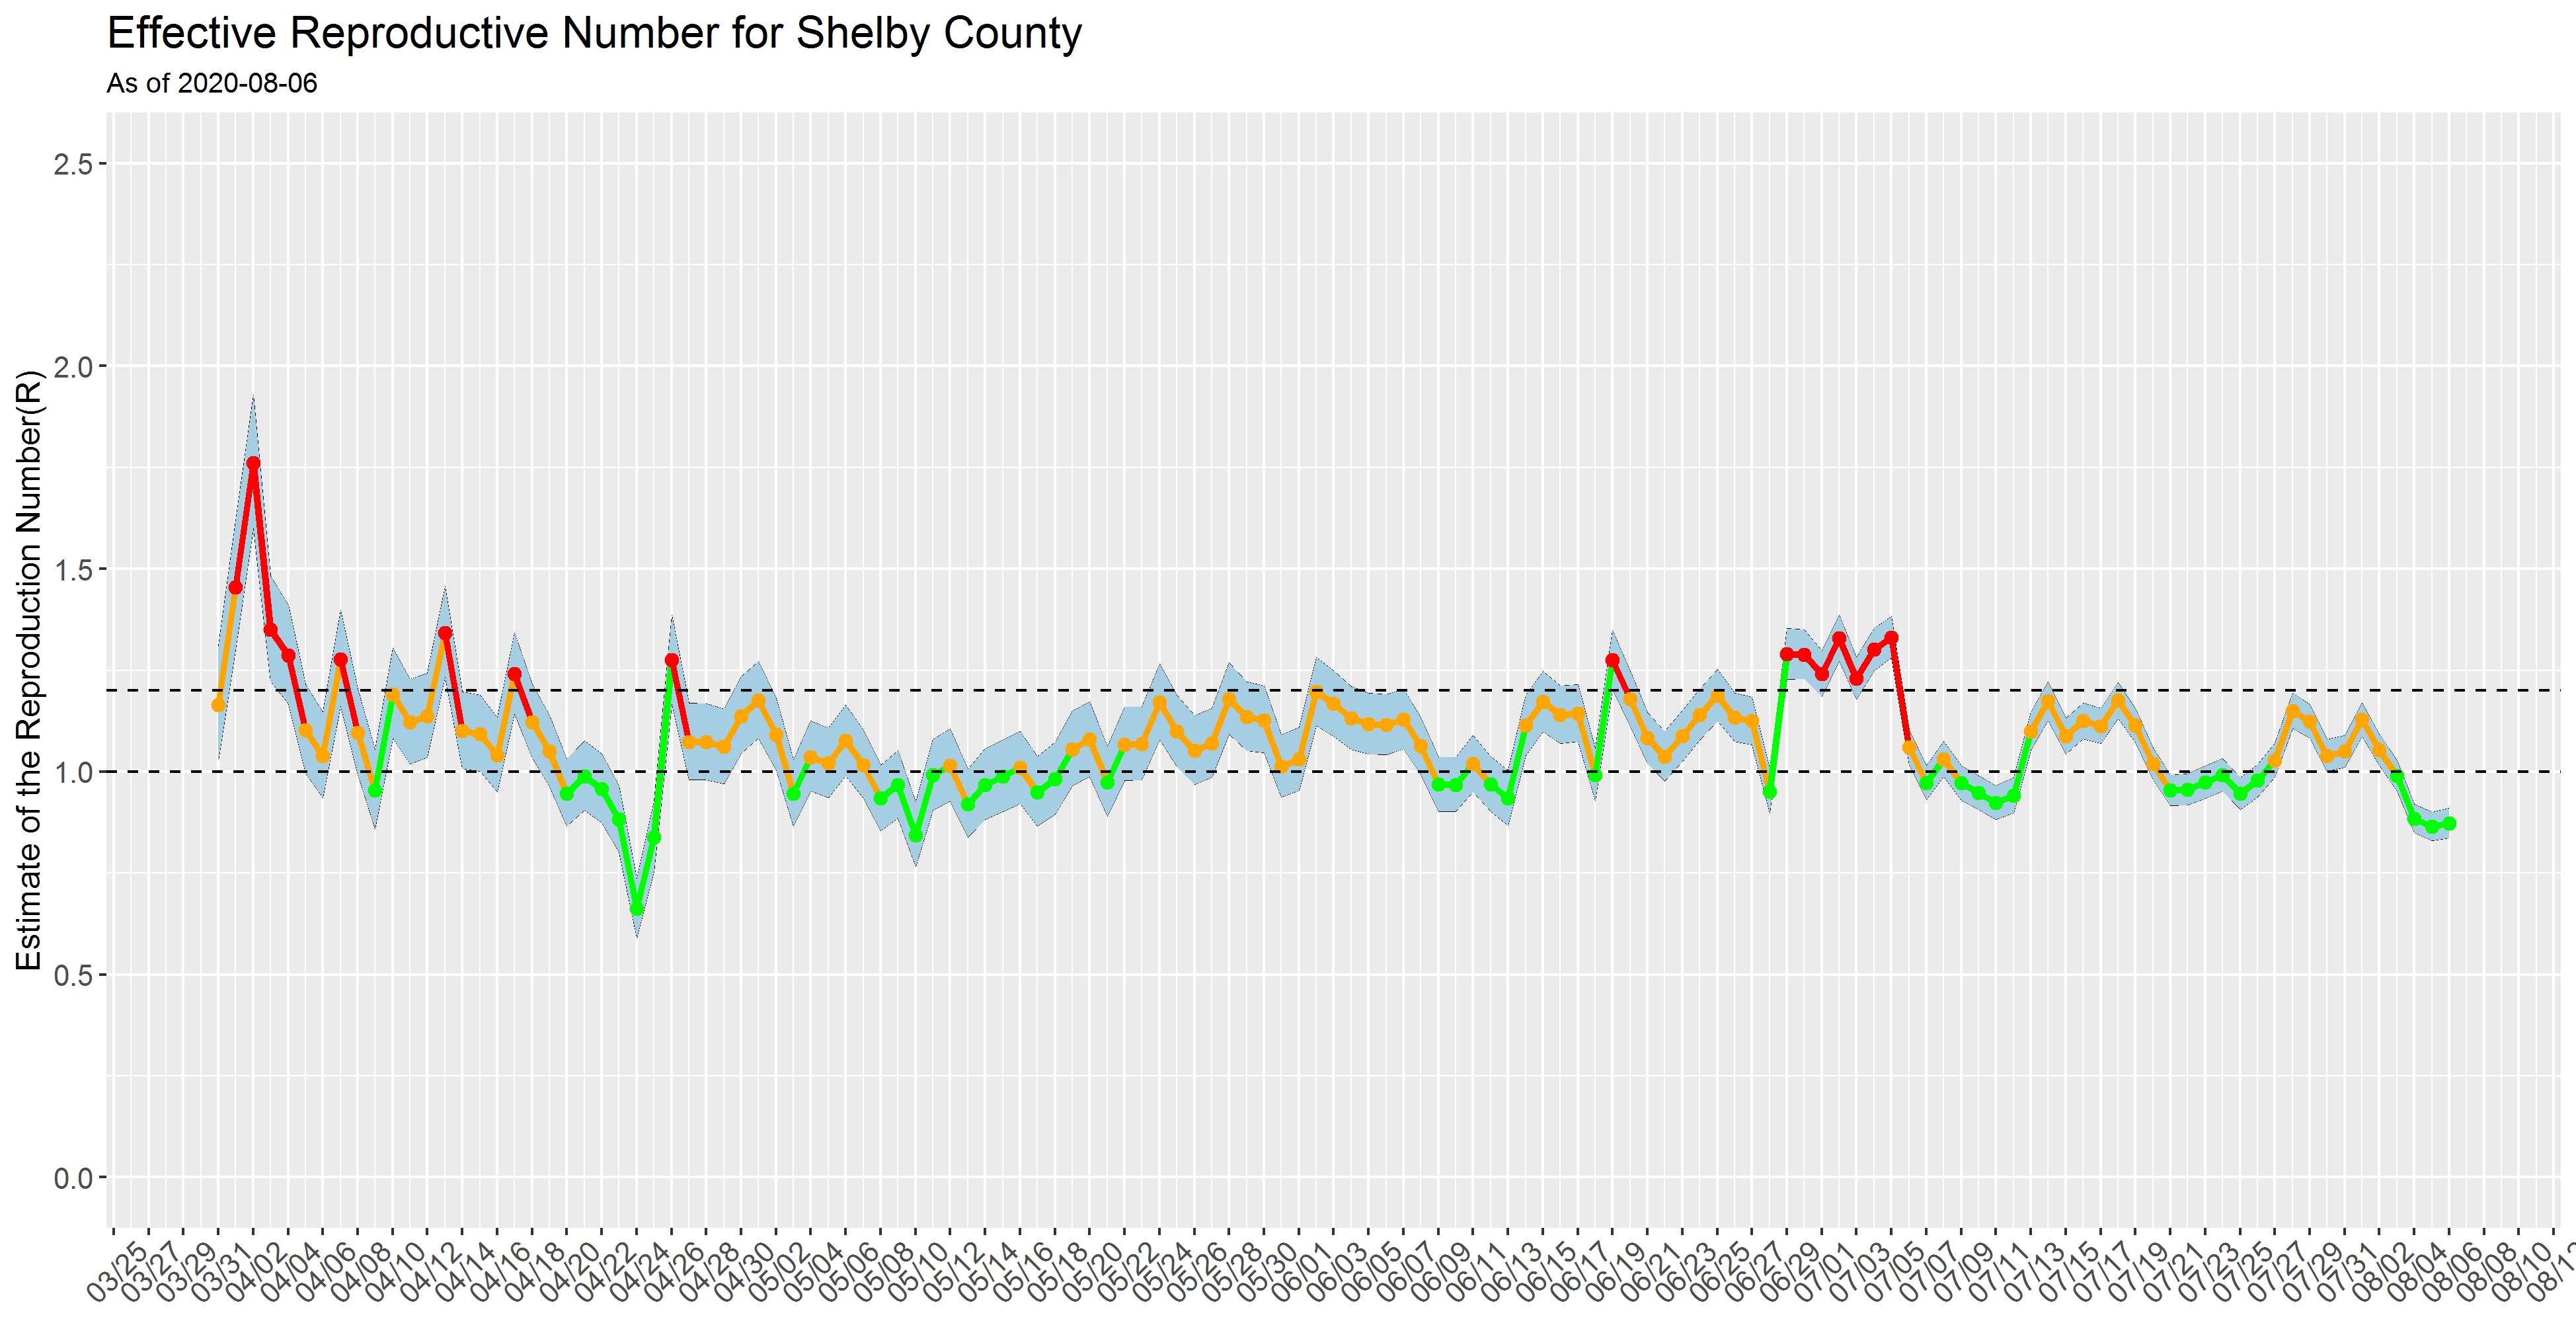 Effective Reproductive Number for Shelby County
As of 2020-08-06
Estimate of the Reproduction Number(R)
2.5
2.0
1.5
1.0
0.5
0.0
03/25 03/27 03/29 03/31 04/02 04/04 04/06 04/08 04/10 04/12 04/14 04/16 04/18 04/20 04/22 04/24 04/26 04/28 04/30 05/02 05/04 05/06 05/08 05/10 05/12 05/14 05/16 05/18 05/20 05/22 05/24 05/26 05/28 05/30 06/01 06/03 06/05 06/07 06/09 06/11 06/13 06/15 06/17 06/19 06/21 06/23 06/25 06/27 06/29 07/01 07/03 07/05 07/07 07/09 07/11 07/13 07/15 07/17 07/19 07/21 07/23 07/25 07/27 07/29 07/31 08/02 08/04 08/06 08/08 08/10